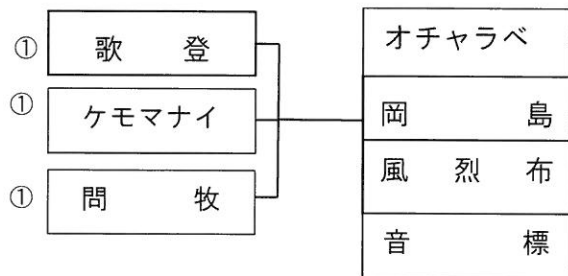 ① 歌登
① ケモマナイ
① 問牧
オチャラベ
岡島
風烈布
音標